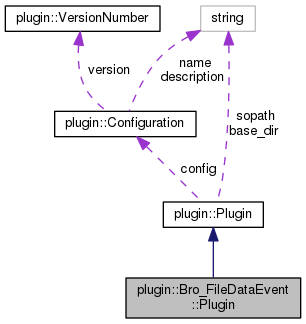 plugin::VersionNumber
string
version
name
description
plugin::Configuration
sopath
base_dir
config
plugin::Plugin
plugin::Bro_FileDataEvent
::Plugin